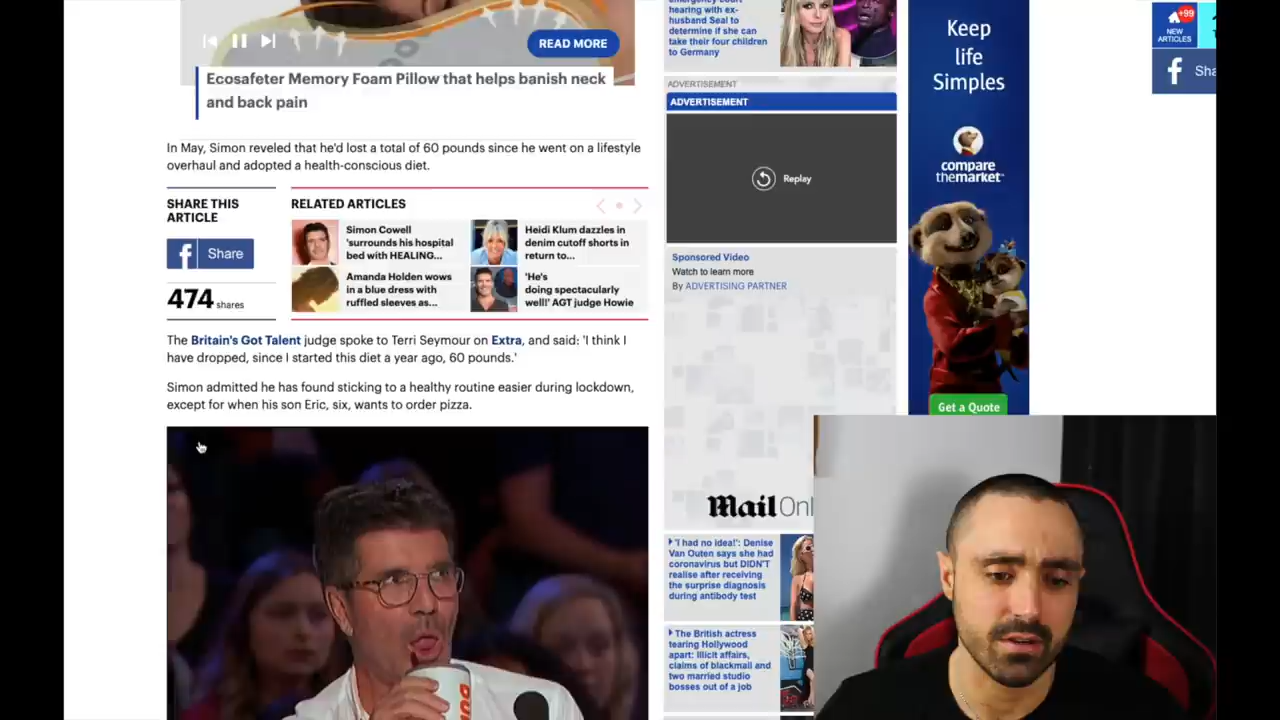 READ MORE
Ecosafeter Memory Foam Pillow that helps banish neck
and back pain
In May, Simon reveled that he'd lost a total of 60 pounds since he went on a lifestyle
overhaul and adopted a health-conscious diet.
SHARE THIS
ARTICLE
Share
474 shares
RELATED ARTICLES
Simon Cowell
'surrounds his hospital
bed with HEALING...
Heidi Klum dazzles in
denim cutoff shorts in
return to...
Amanda Holden wows
in a blue dress with
ruffled sleeves as...
'He's
doing spectacularly
well!' AGT judge Howie
The Britain's Got Talent judge spoke to Terri Seymour on Extra, and said: 'I think I
have dropped, since I started this diet a year ago, 60 pounds.'
Simon admitted he has found sticking to a healthy routine easier during lockdown,
except for when his son Eric, six, wants to order pizza.
hearing with ex-
husband Seal to
determine if she can
take their four children
to Germany
ADVERTISEMENT
ADVERTISEMENT
Replay
Sponsored Video
Watch to learn more
By ADVERTISING PARTNER
Mail Onl
'I had no idea!': Denise
Van Outen says she had
coronavirus but DIDN'T
realise after receiving
the surprise diagnosis
during antibody test
The British actress
tearing Hollywood
apart: Illicit affairs,
claims of blackmail and
two married studio
bosses out of a job
Keep
life
Simples
compare
themarket
Get a Quote
+99
NEW
ARTICLES
Sha